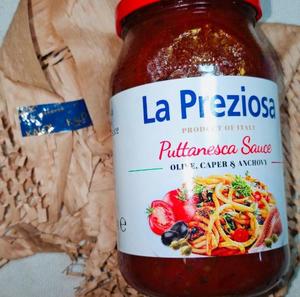 La Preziosa
PRODUCT OF ITALY
Puttanesca Sauce
OLIVE, CAPER & ANCHOVY
e